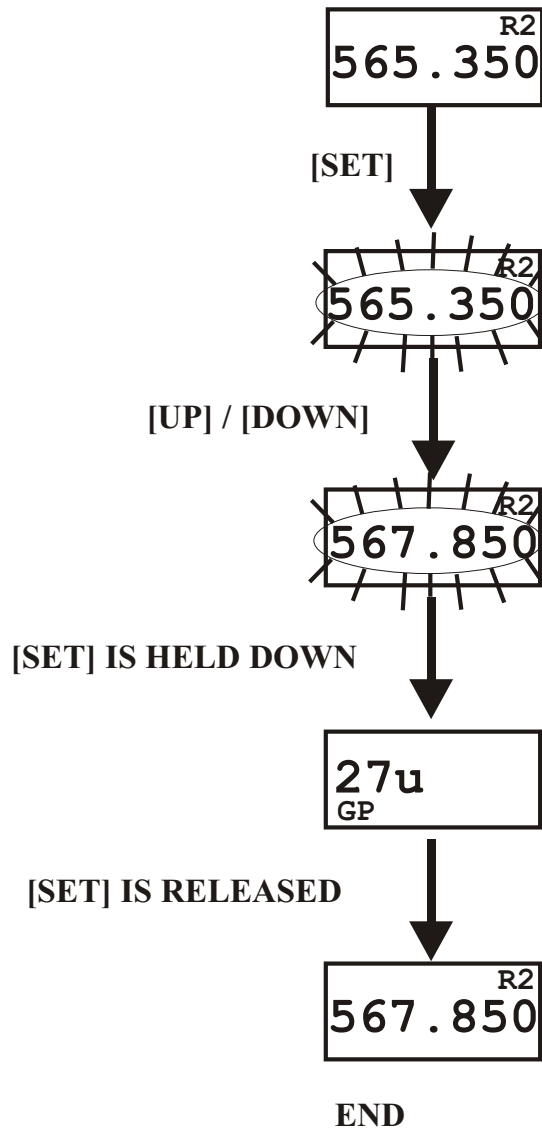 R2
565.350
[SET]
R2
565.350
[UP] / [DOWN]
R2
567.850
[SET] IS HELD DOWN
27u
GP
[SET] IS RELEASED
R2
567.850
END